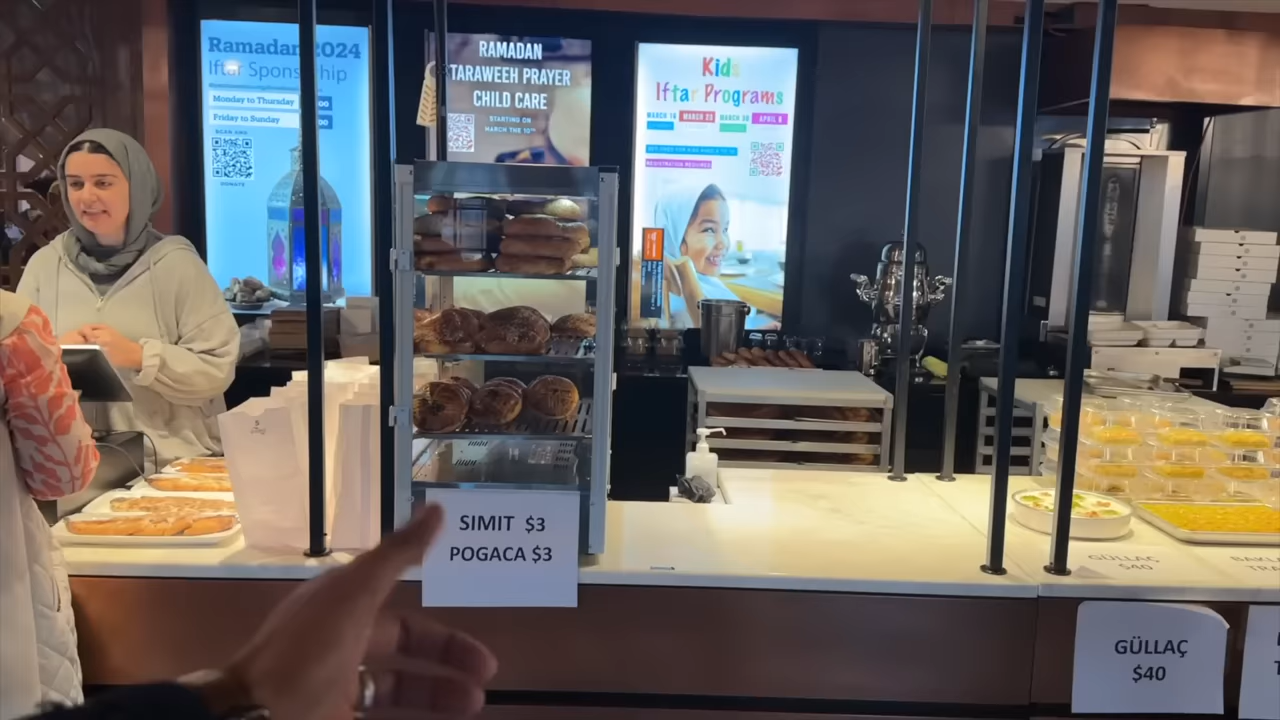 Ramadan 2024
Iftar Sponsorship
Monday to Thursday
Friday to Sunday
SCAN AND
DONATE
RAMADAN
TARAWEEH PRAYER
CHILD CARE
STARTING ON
MARCH THE 10TH
Kids
Iftar Programs
MARCH 16 MARCH 23 MARCH 30 APRIL 6
REGISTRATION REQUIRED
SIMIT $3
POGACA $3
GÜLLAÇ
$40
GÜLLAÇ
$40